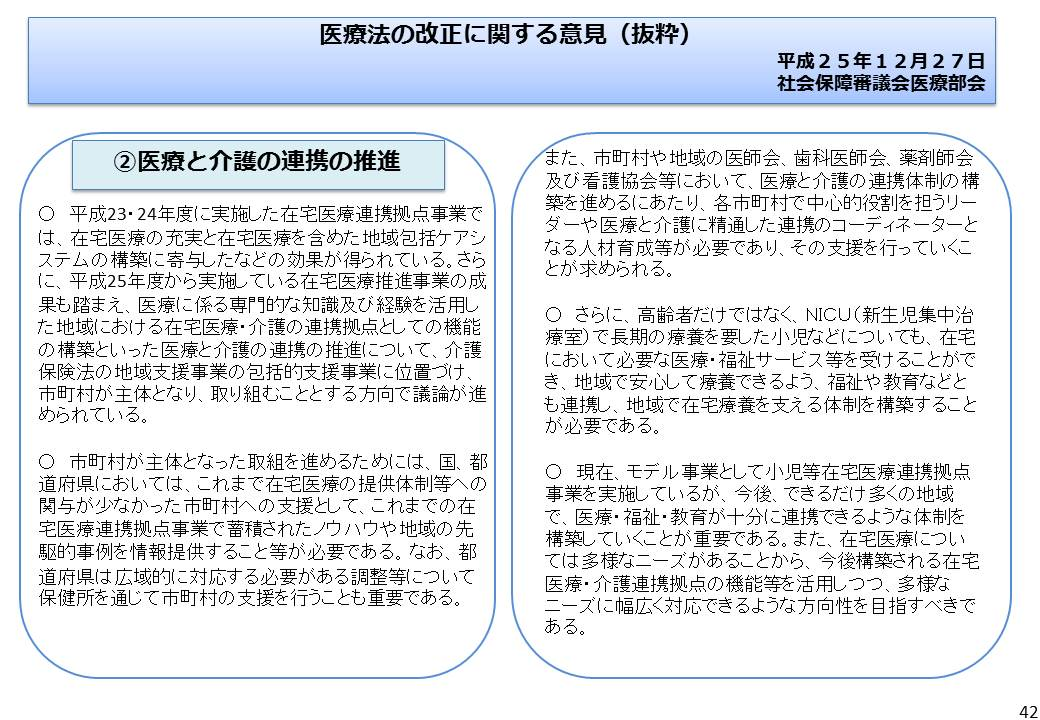 医療法の改正に関する意見（抜粋）
平成２５年１２月２７日
社会保障審議会医療部会
②医療と介護の連携の推進
○　平成23・24年度に実施した在宅医療連携拠点事業で
は、在宅医療の充実と在宅医療を含めた地域包括ケアシ
ステムの構築に寄与したなどの効果が得られている。さら
に、平成25年度から実施している在宅医療推進事業の成
果も踏まえ、医療に係る専門的な知識及び経験を活用し
た地域における在宅医療・介護の連携拠点としての機能
の構築といった医療と介護の連携の推進について、介護
保険法の地域支援事業の包括的支援事業に位置づけ、
市町村が主体となり、取り組むこととする方向で議論が進
められている。
○　市町村が主体となった取組を進めるためには、国、都
道府県においては、これまで在宅医療の提供体制等への
関与が少なかった市町村への支援として、これまでの在
宅医療連携拠点事業で蓄積されたノウハウや地域の先
駆的事例を情報提供すること等が必要である。なお、都
道府県は広域的に対応する必要がある調整等について
保健所を通じて市町村の支援を行うことも重要である。
また、市町村や地域の医師会、歯科医師会、薬剤師会
及び看護協会等において、医療と介護の連携体制の構
築を進めるにあたり、各市町村で中心的役割を担うリー
ダーや医療と介護に精通した連携のコーディネーターと
なる人材育成等が必要であり、その支援を行っていくこ
とが求められる。
○　さらに、高齢者だけではなく、NICU（新生児集中治
療室）で長期の療養を要した小児などについても、在宅
において必要な医療・福祉サービス等を受けることがで
き、地域で安心して療養できるよう、福祉や教育などと
も連携し、地域で在宅療養を支える体制を構築すること
が必要である。
○　現在、モデル事業として小児等在宅医療連携拠点
事業を実施しているが、今後、できるだけ多くの地域
で、医療・福祉・教育が十分に連携できるような体制を
構築していくことが重要である。また、在宅医療につい
ては多様なニーズがあることから、今後構築される在宅
医療・介護連携拠点の機能等を活用しつつ、多様な
ニーズに幅広く対応できるような方向性を目指すべきで
ある。
42